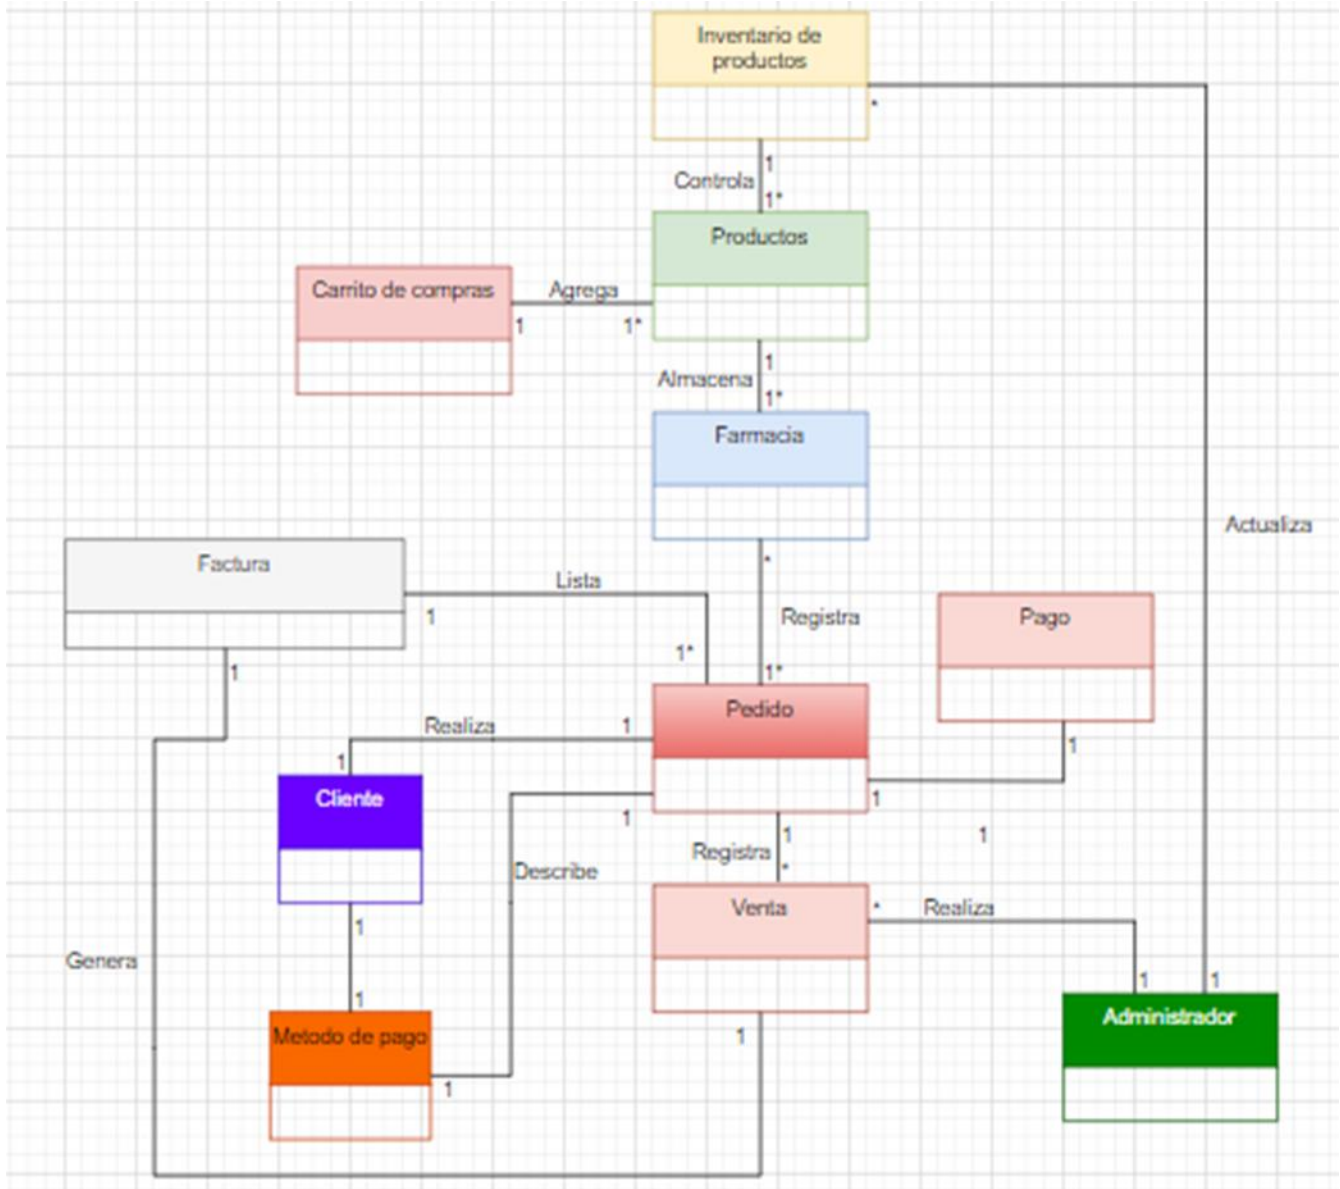 Inventario de
productos
*
1
Controla
1*
Productos
Carrito de compras
Agrega
1
1*
1
Almacena
1*
Farmacia
Actualiza
*
Factura
Lista
1
Registra
Pago
1*
1*
1
Pedido
Realiza
1
1
1
Cliente
1
1
1
1
Registra
*
Describe
Venta
*
Realiza
1
Genera
1
1
1
Metodo de pago
1
1
Administrador